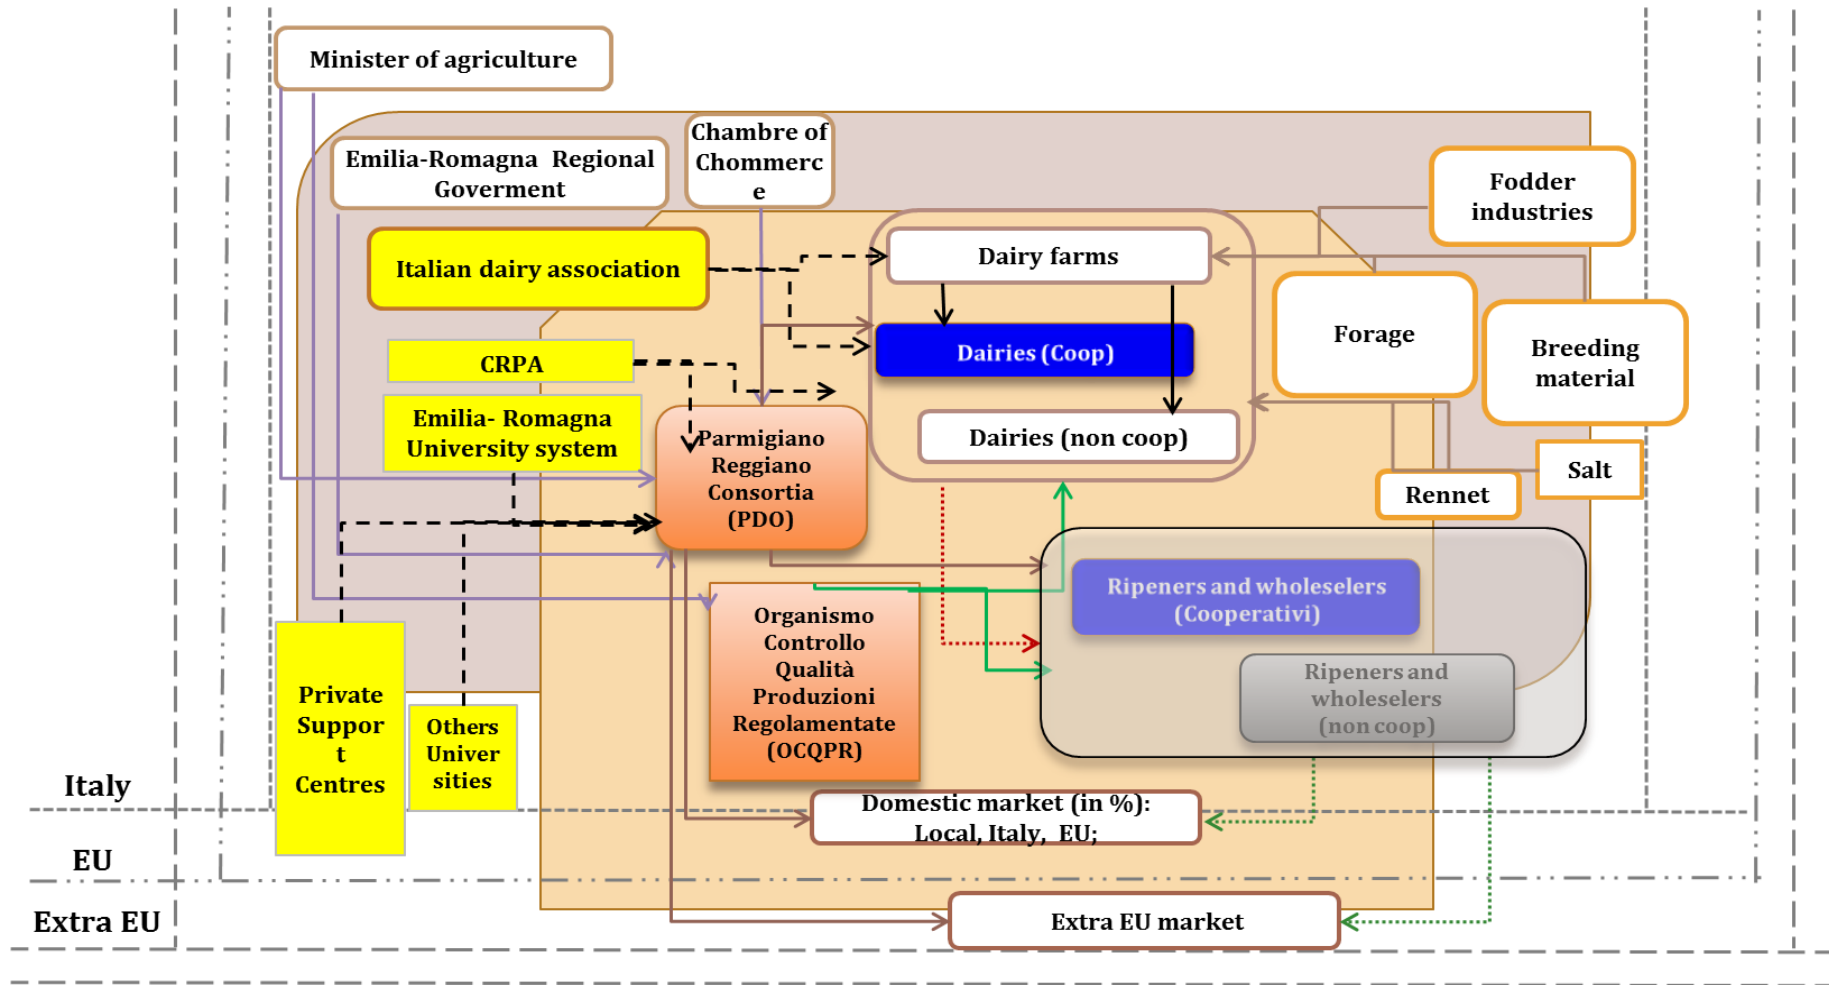 Minister of agriculture
Chambre of
Chommerc
e
Emilia-Romagna Regional
Goverment
Fodder
industries
Italian dairy association
Dairy farms
Forage
Breeding
material
CRPA
Dairies (Coop)
Emilia- Romagna
University system
Parmigiano
Reggiano
Consortia
(PDO)
Dairies (non coop)
Salt
Rennet
Organismo
Controllo
Qualità
Produzioni
Regolamentate
(OCQPR)
Ripeners and wholeselers
(Cooperativi)
Ripeners and
wholeselers
(non coop)
Private
Suppor
t
Centres
Others
Univer
sities
Italy
Domestic market (in %):
Local, Italy, EU;
EU
Extra EU
Extra EU market